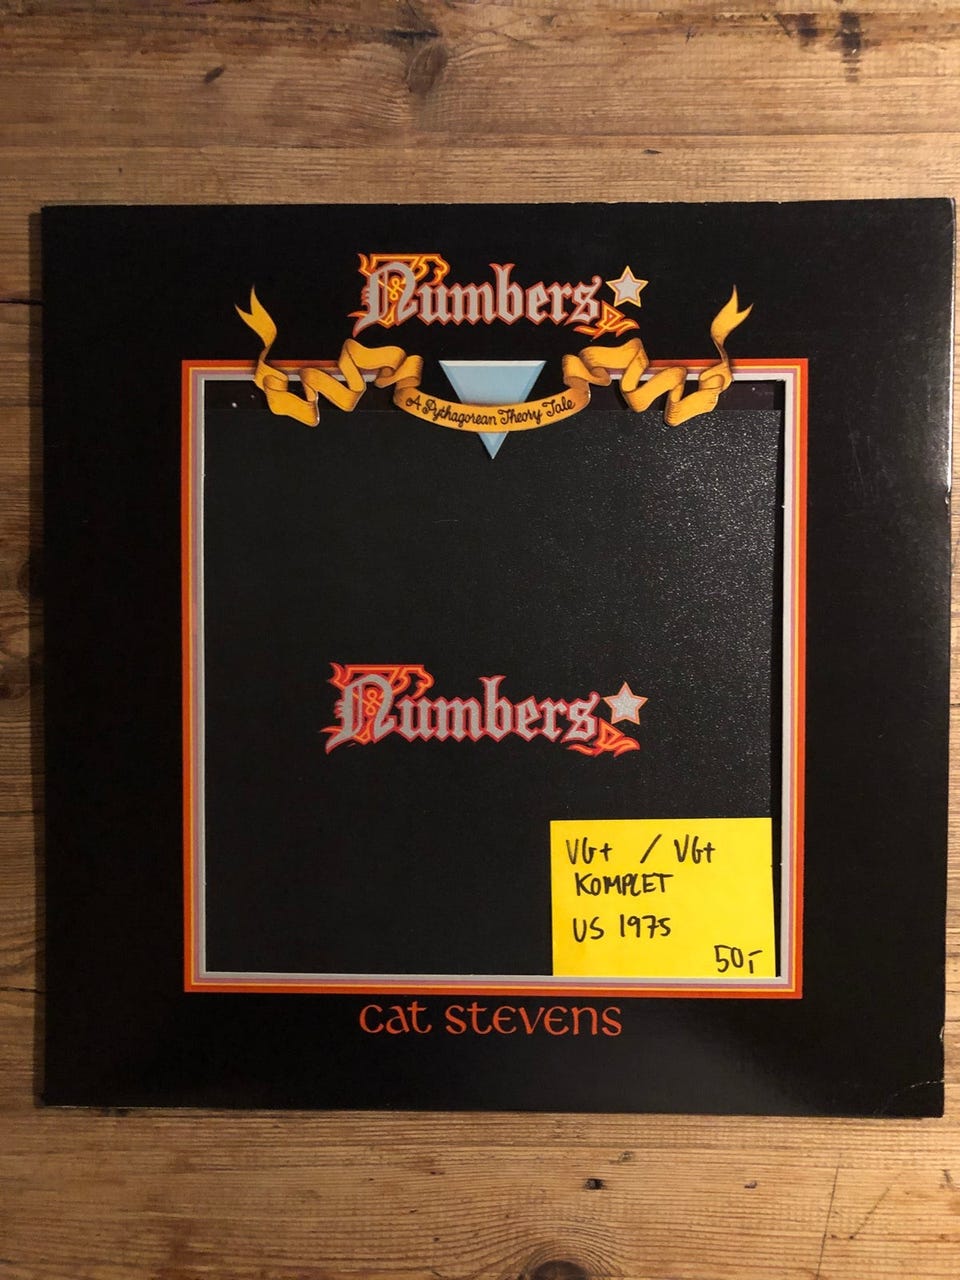 Numbers
A Pythagorean Theory Tale
Numbers
VG+ / VG+
KOMPLET
US 1975
50,-
cat stevens